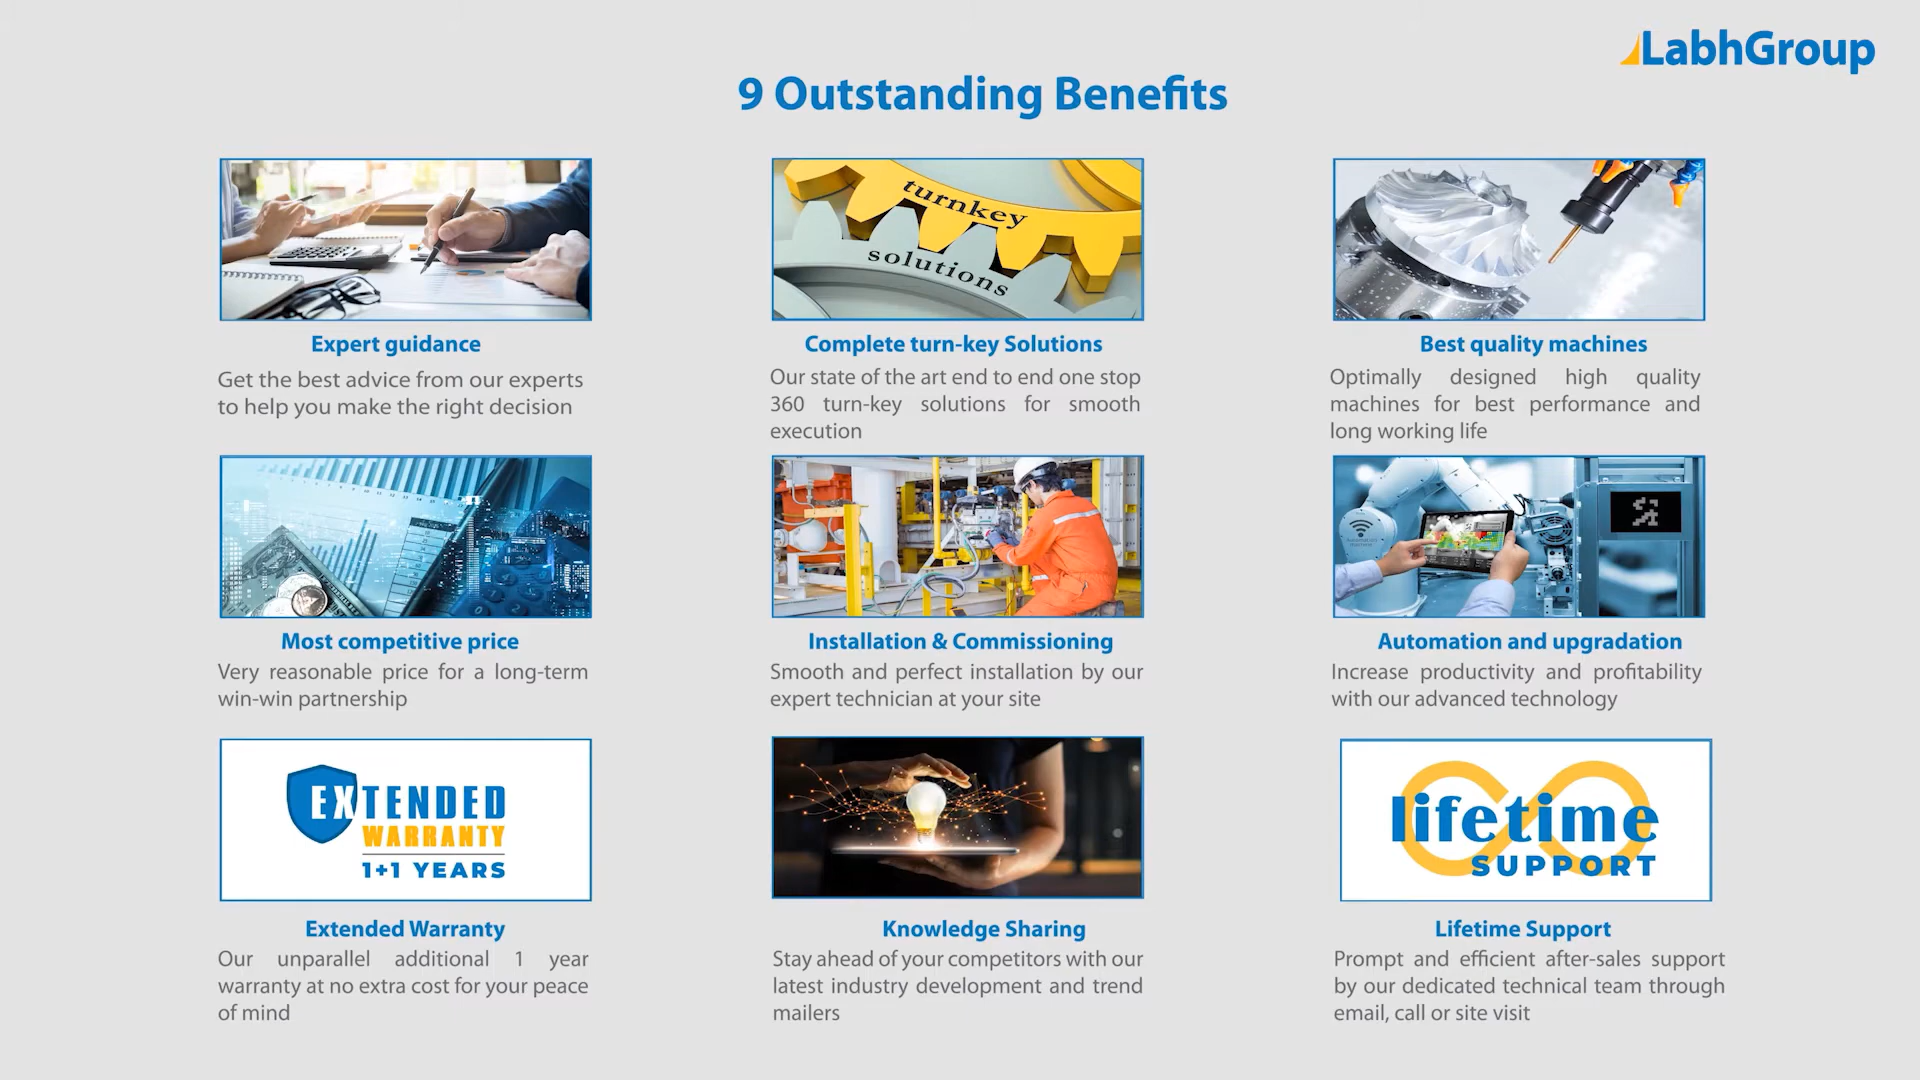 LabhGroup
9 Outstanding Benefits
turnkey
solutions
Expert guidance
Get the best advice from our experts
to help you make the right decision
Complete turn-key Solutions
Our state of the art end to end one stop
360 turn-key solutions for smooth
execution
Best quality machines
Optimally designed high quality
machines for best performance and
long working life
Most competitive price
Very reasonable price for a long-term
win-win partnership
Installation & Commissioning
Smooth and perfect installation by our
expert technician at your site
Automation and upgradation
Increase productivity and profitability
with our advanced technology
EXTENDED
WARRANTY
1+1 YEARS
Extended Warranty
Our unparallel additional 1 year
warranty at no extra cost for your peace
of mind
Knowledge Sharing
Stay ahead of your competitors with our
latest industry development and trend
mailers
lifetime
SUPPORT
Lifetime Support
Prompt and efficient after-sales support
by our dedicated technical team through
email, call or site visit